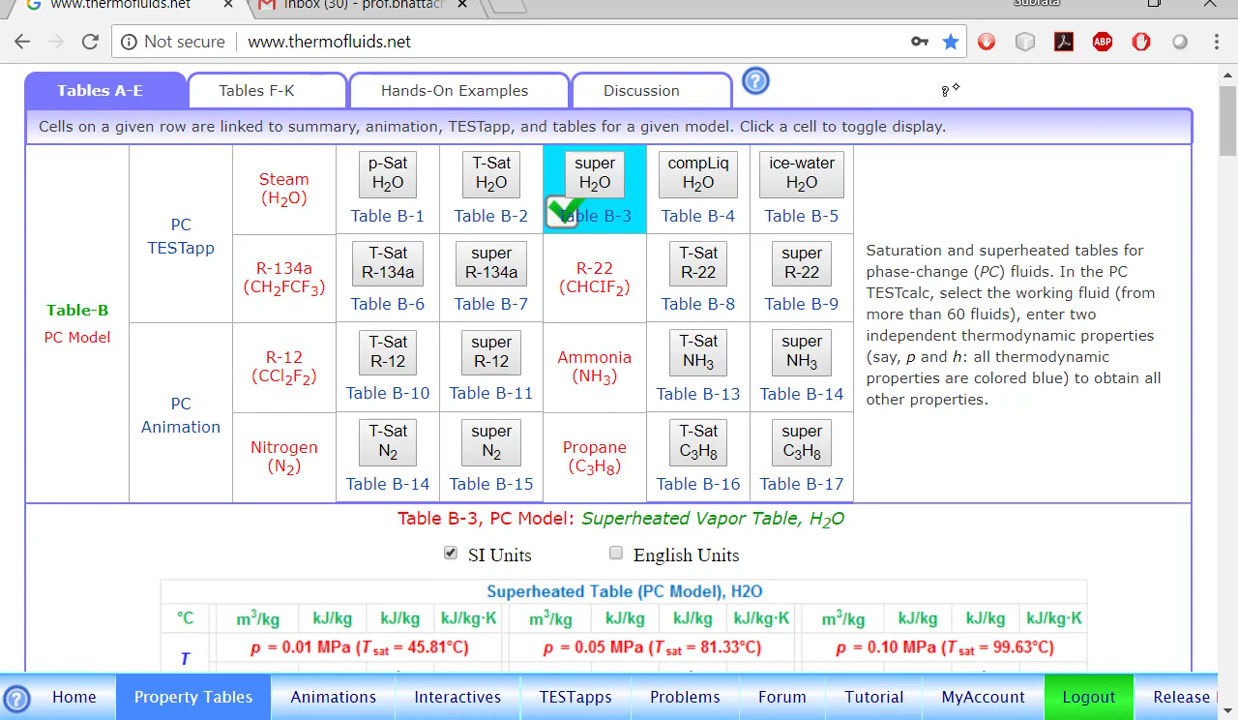 www.thermofluids.net
Inbox (30) - prof.bhattach
Subrata
Not secure
www.thermofluids.net
ABP
Tables A-E
Tables F-K
Hands-On Examples
Discussion
Cells on a given row are linked to summary, animation, TESTapp, and tables for a given model. Click a cell to toggle display.
Table-B
PC Model
PC
TESTapp
PC
Animation
Steam
(H2O)
p-Sat
H2O
Table B-1
T-Sat
H2O
Table B-2
super
H2O
Table B-3
compLiq
H2O
Table B-4
ice-water
H2O
Table B-5
R-134a
(CH2FCF3)
T-Sat
R-134a
Table B-6
super
R-134a
Table B-7
R-22
(CHCIF2)
T-Sat
R-22
Table B-8
super
R-22
Table B-9
R-12
(CCl2F2)
T-Sat
R-12
Table B-10
super
R-12
Table B-11
Ammonia
(NH3)
T-Sat
NH3
Table B-13
super
NH3
Table B-14
Nitrogen
(N2)
T-Sat
N2
Table B-14
super
N2
Table B-15
Propane
(C3H8)
T-Sat
C3H8
Table B-16
super
C3H8
Table B-17
Saturation and superheated tables for
phase-change (PC) fluids. In the PC
TESTcalc, select the working fluid (from
more than 60 fluids), enter two
independent thermodynamic properties
(say, p and h: all thermodynamic
properties are colored blue) to obtain all
other properties.
Table B-3, PC Model: Superheated Vapor Table, H2O
SI Units
English Units
Superheated Table (PC Model), H2O
°C m³/kg kJ/kg kJ/kg kJ/kg·K m³/kg kJ/kg kJ/kg kJ/kg·K m³/kg kJ/kg kJ/kg kJ/kg·K
T
p = 0.01 MPa (Tsat = 45.81°C)
p = 0.05 MPa (Tsat = 81.33°C)
p = 0.10 MPa (Tsat = 99.63°C)
Home
Property Tables
Animations
Interactives
TESTapps
Problems
Forum
Tutorial
MyAccount
Logout
Release